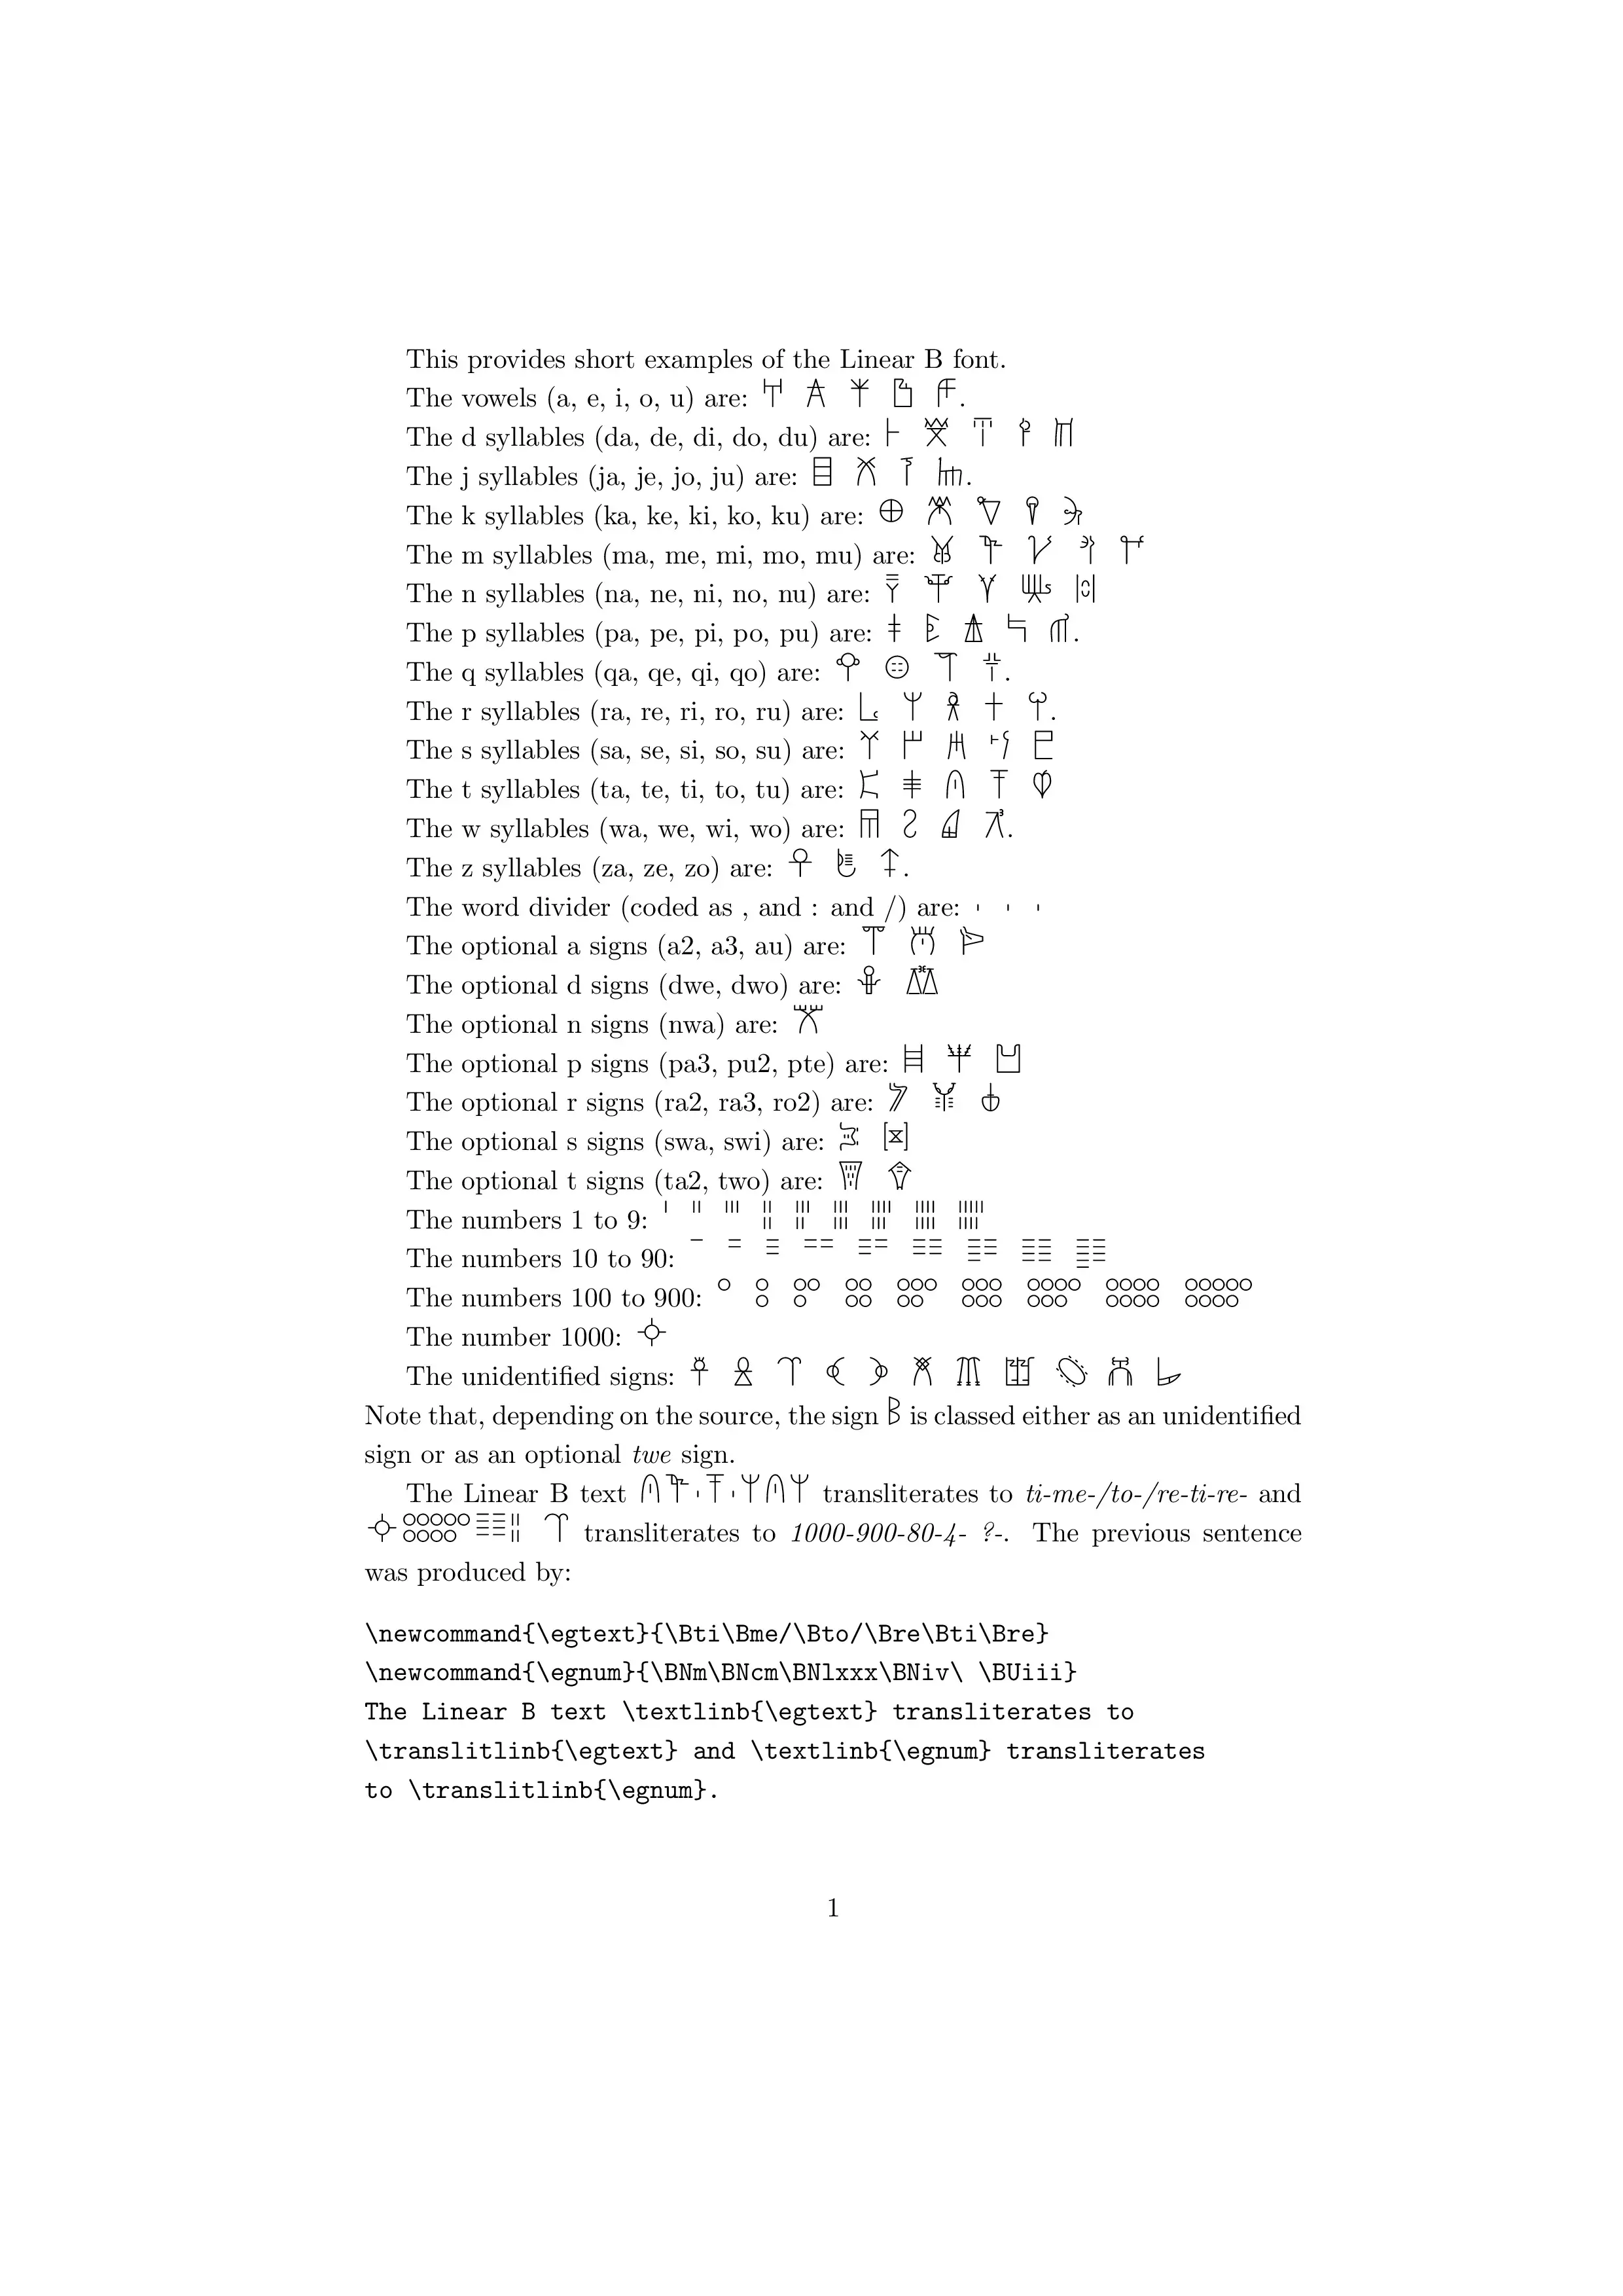 This provides short examples of the Linear B font.
The vowels (a, e, i, o, u) are: 𐀀 𐀁 𐀂 𐀃 𐀄.
The d syllables (da, de, di, do, du) are: 𐀅 𐀆 𐀇 𐀈 𐀉
The j syllables (ja, je, jo, ju) are: 𐀊 𐀋 𐀍 𐀎.
The k syllables (ka, ke, ki, ko, ku) are: 𐀏 𐀐 𐀑 𐀒 𐀓
The m syllables (ma, me, mi, mo, mu) are: 𐀔 𐀕 𐀖 𐀗 𐀘
The n syllables (na, ne, ni, no, nu) are: 𐀙 𐀚 𐀛 𐀜 𐀝
The p syllables (pa, pe, pi, po, pu) are: 𐀞 𐀟 𐀠 𐀡 𐀢.
The q syllables (qa, qe, qi, qo) are: 𐀣 𐀤 𐀥 𐀦.
The r syllables (ra, re, ri, ro, ru) are: 𐀨 𐀩 𐀪 𐀫 𐀬.
The s syllables (sa, se, si, so, su) are: 𐀭 𐀮 𐀯 𐀰 𐀱
The t syllables (ta, te, ti, to, tu) are: 𐀲 𐀳 𐀴 𐀵 𐀶
The w syllables (wa, we, wi, wo) are: 𐀷 𐀸 𐀹 𐀺.
The z syllables (za, ze, zo) are: 𐀼 𐀽 𐀿.
The word divider (coded as , and : and /) are: 𐄀 𐄀 𐄀
The optional a signs (a2, a3, au) are: 𐁀 𐁁 𐁂
The optional d signs (dwe, dwo) are: 𐁃 𐁄
The optional n signs (nwa) are: 𐁅
The optional p signs (pa3, pu2, pte) are: 𐁖 𐁆 𐁇
The optional r signs (ra2, ra3, ro2) are: 𐁈 𐁉 𐁊
The optional s signs (swa, swi) are: 𐁚 𐁘
The optional t signs (ta2, two) are: 𐁋 𐁍
The numbers 1 to 9: 𐄇 𐄈 𐄉 𐄊 𐄋 𐄌 𐄍 𐄎 𐄏
The numbers 10 to 90: 𐄐 𐄑 𐄒 𐄓 𐄔 𐄕 𐄖 𐄗 𐄘
The numbers 100 to 900: 𐄙 𐄚 𐄛 𐄜 𐄝 𐄞 𐄟 𐄠 𐄡
The number 1000: 𐄢
The unidentified signs:
Note that, depending on the source, the sign 𐁌 is classed either as an unidentified
sign or as an optional twe sign.
The Linear B text 𐀴𐀕𐄀𐀵𐄀𐀩𐀴𐀩 transliterates to ti-me-/to-/re-ti-re- and
𐄢𐄡𐄗𐄊 transliterates to 1000-900-80-4- ?-. The previous sentence
was produced by:
\newcommand{\egtext}{\Bti\Bme/\Bto/\Bre\Bti\Bre}
\newcommand{\egnum}{\BNm\BNcm\BNlxxx\BNiv\ \BUiii}
The Linear B text \textlinb{\egtext} transliterates to
\translitlinb{\egtext} and \textlinb{\egnum} transliterates
to \translitlinb{\egnum}.
1